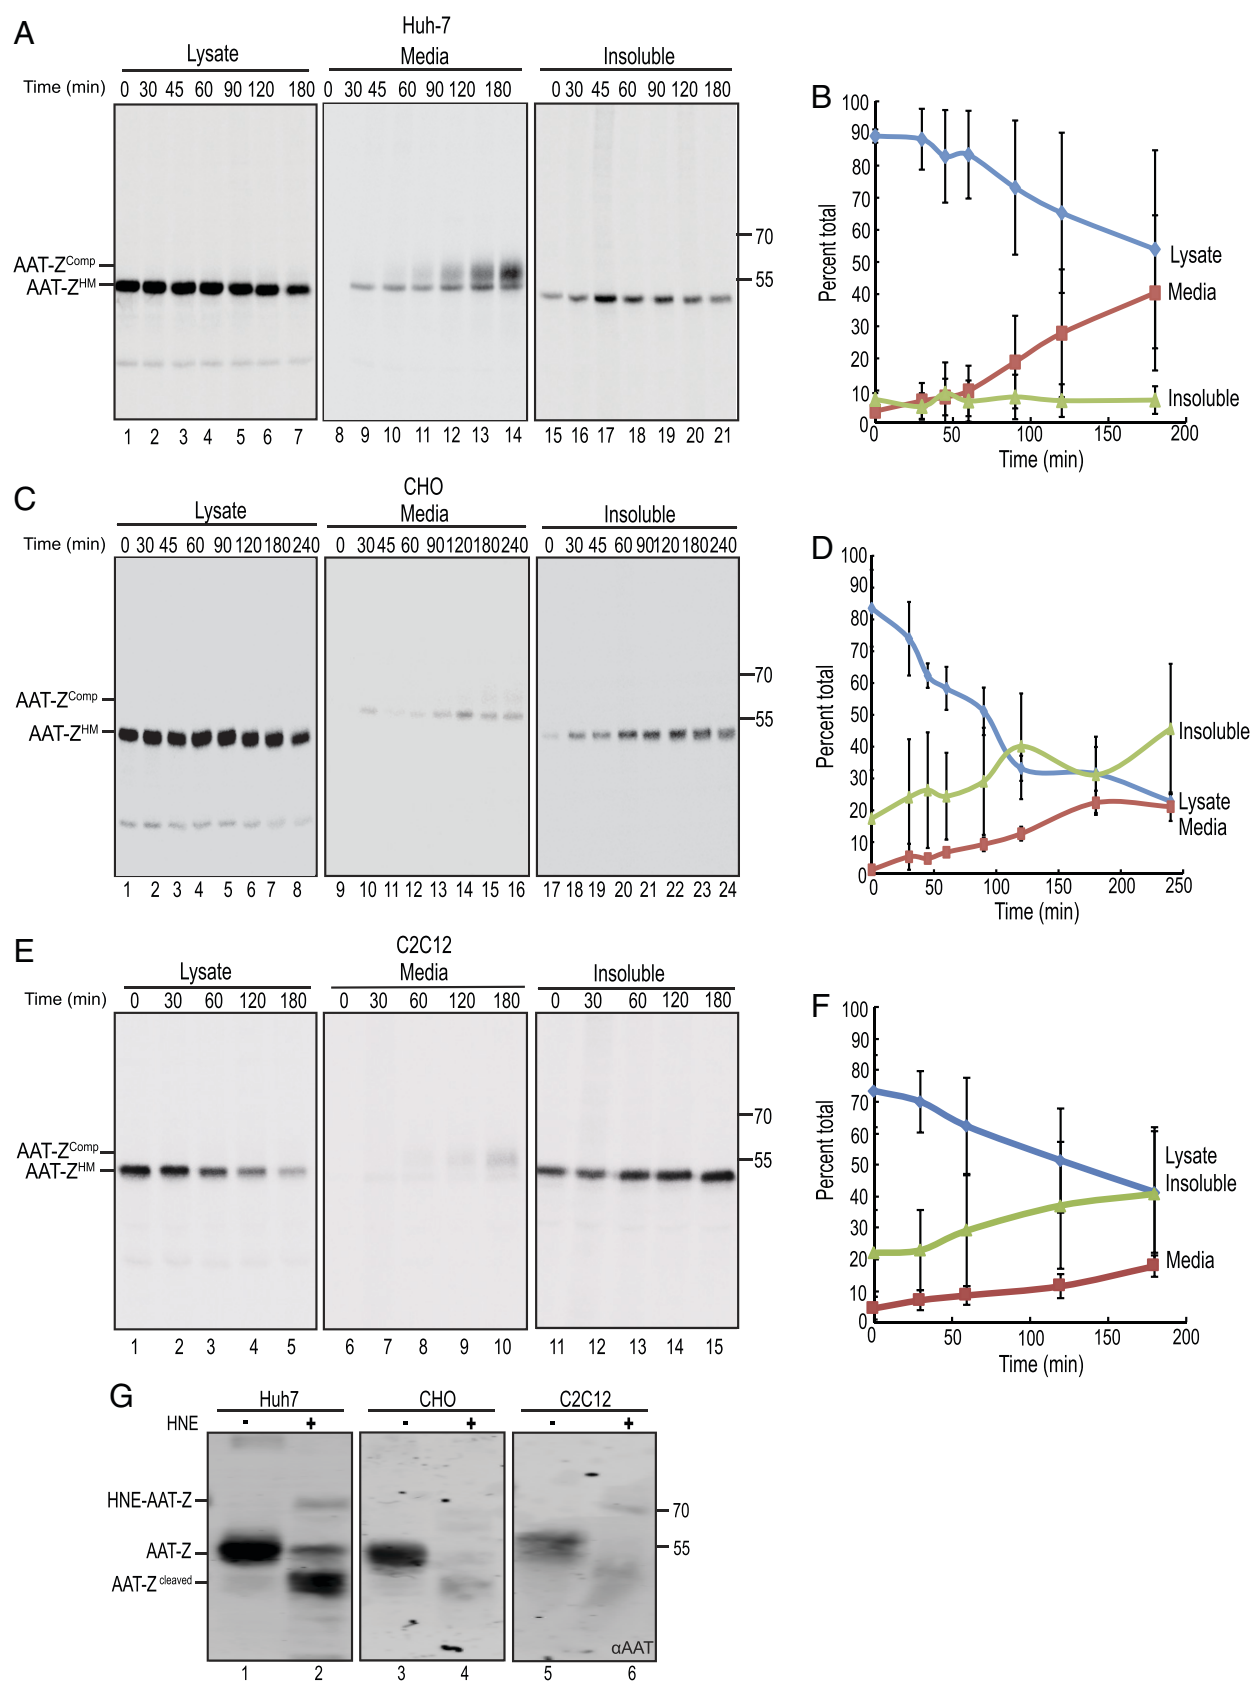 A
Huh-7
Lysate
Media
Insoluble
Time (min)
0 30 45 60 90 120 180
0 30 45 60 90 120 180
0 30 45 60 90 120 180
70
AAT-ZComp
AAT-ZHM
55
1 2 3 4 5 6 7
8 9 10 11 12 13 14
15 16 17 18 19 20 21
B
100
90
80
70
60
50
40
30
20
10
0
Percent total
Lysate
Media
Insoluble
0 50 100 150 200
Time (min)
C
CHO
Lysate
Media
Insoluble
Time (min)
0 30 45 60 90 120 180 240
0 30 45 60 90 120 180 240
0 30 45 60 90 120 180 240
70
AAT-ZComp
55
AAT-ZHM
1 2 3 4 5 6 7 8
9 10 11 12 13 14 15 16
17 18 19 20 21 22 23 24
D
100
90
80
70
60
50
40
30
20
10
0
Percent total
Insoluble
Lysate
Media
0 50 100 150 200 250
Time (min)
E
C2C12
Lysate
Media
Insoluble
Time (min)
0 30 60 120 180
0 30 60 120 180
0 30 60 120 180
70
AAT-ZComp
55
AAT-ZHM
1 2 3 4 5
6 7 8 9 10
11 12 13 14 15
F
100
90
80
70
60
50
40
30
20
10
0
Percent total
Lysate
Insoluble
Media
0 50 100 150 200
Time (min)
G
Huh7
CHO
C2C12
HNE
- +
- +
- +
HNE-AAT-Z
70
AAT-Z
55
AAT-Z cleaved
αAAT
1 2
3 4
5 6